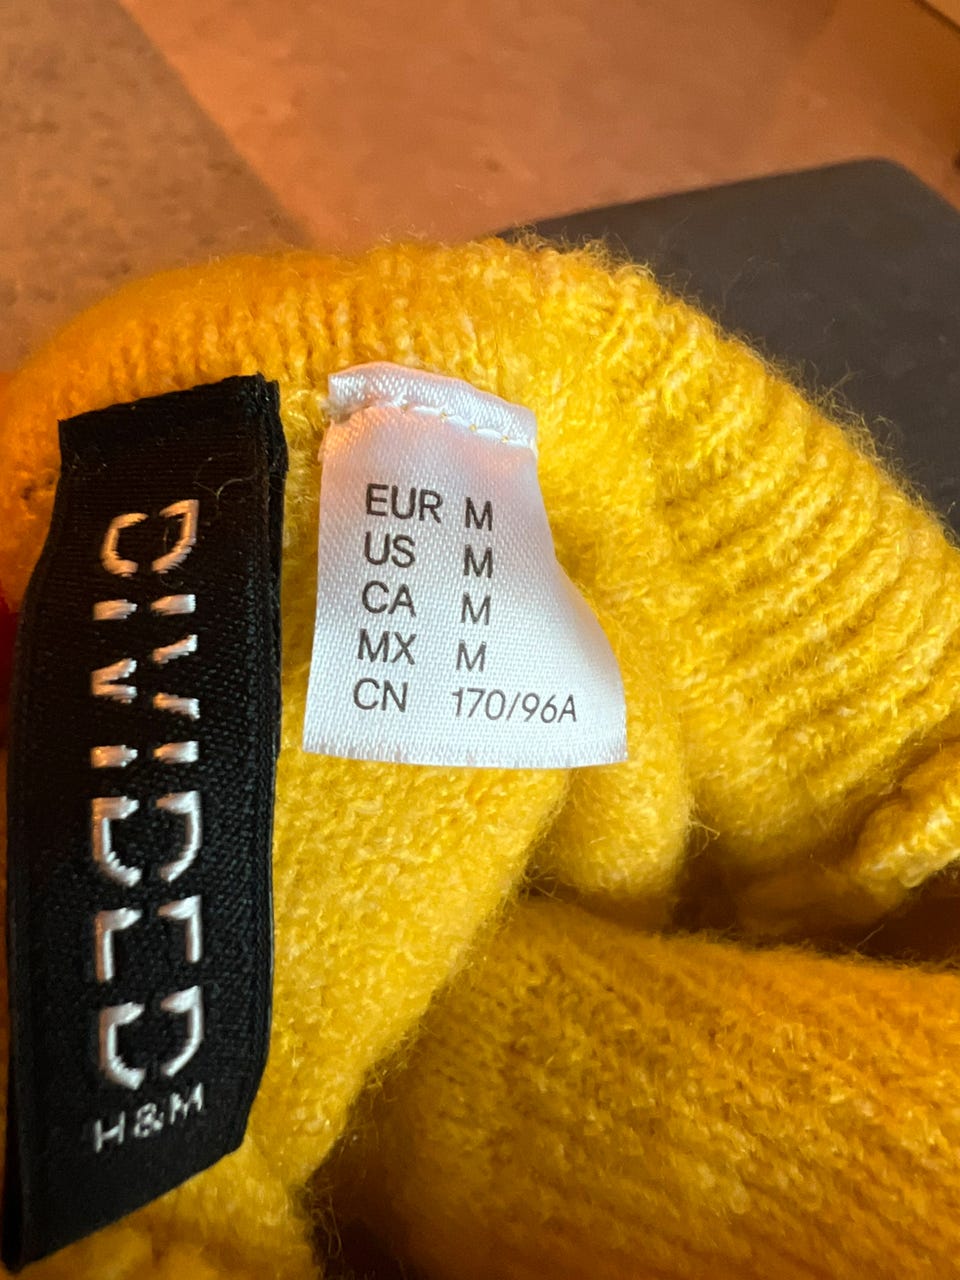 DIVIDED
H&M
EUR M
US M
CA M
MX M
CN 170/96A